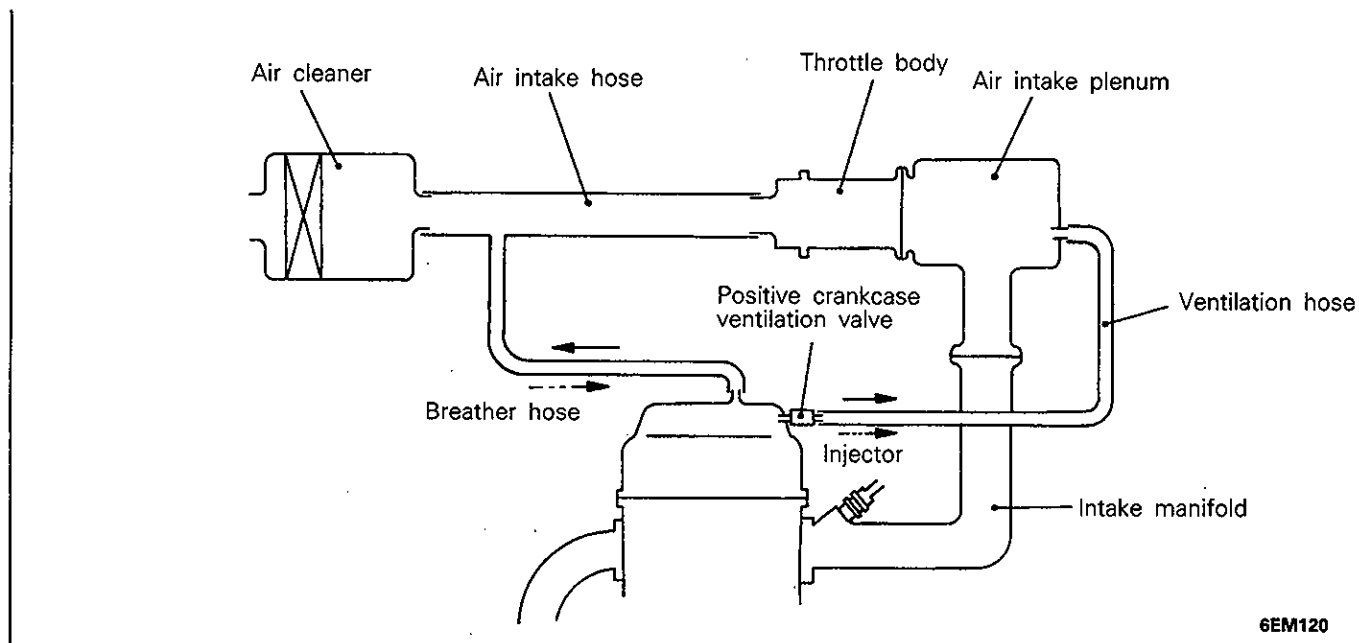 Air cleaner
Air intake hose
Throttle body
Air intake plenum
Positive crankcase
ventilation valve
Ventilation hose
Breather hose
Injector
Intake manifold
6EM120